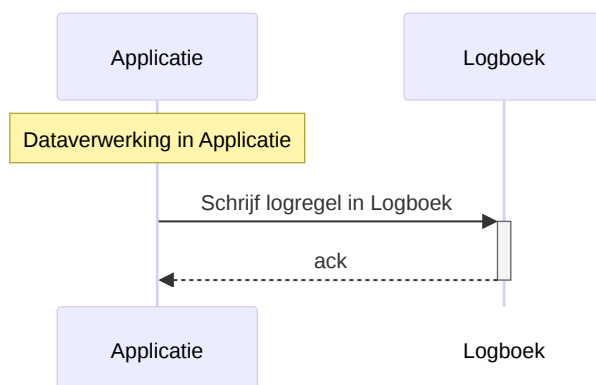 Applicatie
Logboek
Dataverwerking in Applicatie
Schrijf logregel in Logboek
ack
Applicatie
Logboek